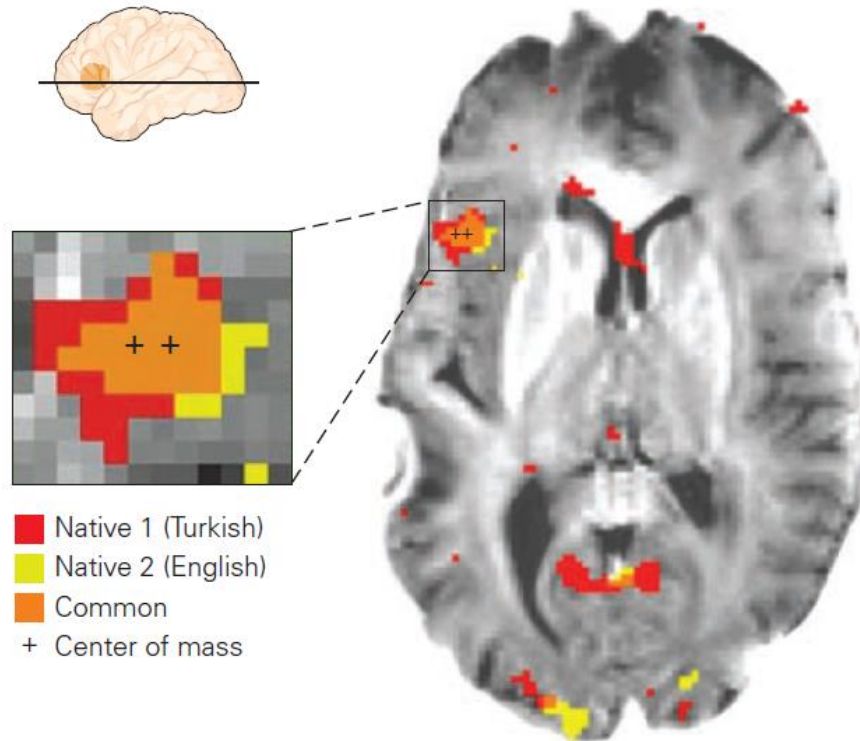 Native 1 (Turkish)
Native 2 (English)
Common
+ Center of mass